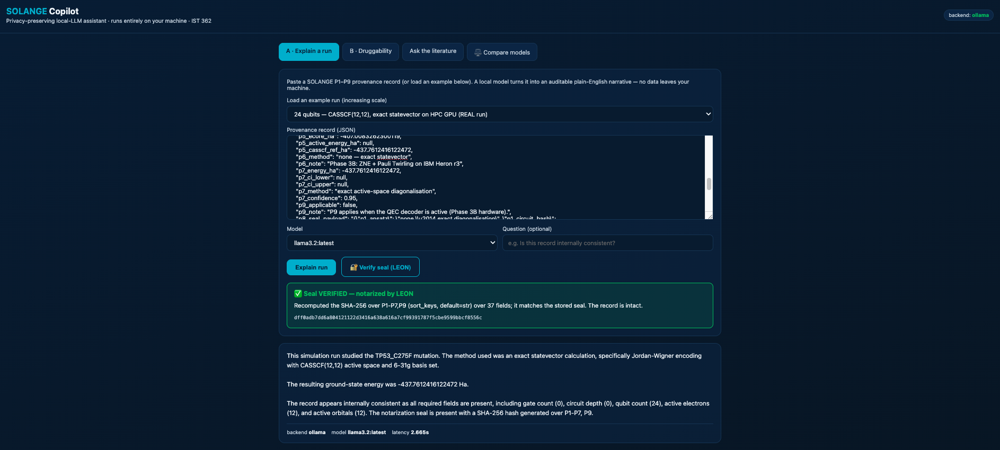 SOLANGE Copilot
Privacy-preserving local-LLM assistant · runs entirely on your machine · IST 362
backend: ollama
A · Explain a run
B · Druggability
Ask the literature
Compare models
Paste a SOLANGE P1–P9 provenance record (or load an example below). A local model turns it into an auditable plain-English narrative — no data leaves your
machine.
Load an example run (increasing scale)
24 qubits — CASSCF(12,12), exact statevector on HPC GPU (REAL run)
Provenance record (JSON)
"p5_ecore_ha": -407.0083262300119,
"p5_active_energy_ha": null,
"p5_casscf_ref_ha": -437.7612416122472,
"p6_method": "none — exact statevector",
"p6_note": "Phase 3B: ZNE + Pauli Twirling on IBM Heron r3",
"p7_energy_ha": -437.7612416122472,
"p7_ci_lower": null,
"p7_ci_upper": null,
"p7_method": "exact active-space diagonalisation",
"p7_confidence": 0.95,
"p9_applicable": false,
"p9_note": "P9 applies when the QEC decoder is active (Phase 3B hardware).",
"p8_seal_payload": "{\"p1_ansatz\": \"none \\u2014 exact diagonalisation\", \"p1_circuit_hash\":
Model
Question (optional)
llama3.2:latest
e.g. Is this record internally consistent?
Explain run
Verify seal (LEON)
Seal VERIFIED — notarized by LEON
Recomputed the SHA-256 over P1-P7,P9 (sort_keys, default=str) over 37 fields; it matches the stored seal. The record is intact.
dff0adb7dd6a804121122d3416a638a616a7cf99391787f5cbe9599bbcf8556c
This simulation run studied the TP53_C275F mutation. The method used was an exact statevector calculation, specifically Jordan-Wigner encoding
with CASSCF(12,12) active space and 6-31g basis set.
The resulting ground-state energy was -437.7612416122472 Ha.
The record appears internally consistent as all required fields are present, including gate count (0), circuit depth (0), qubit count (24), active electrons
(12), and active orbitals (12). The notarization seal is present with a SHA-256 hash generated over P1-P7, P9.
backend ollama model llama3.2:latest latency 2.665s